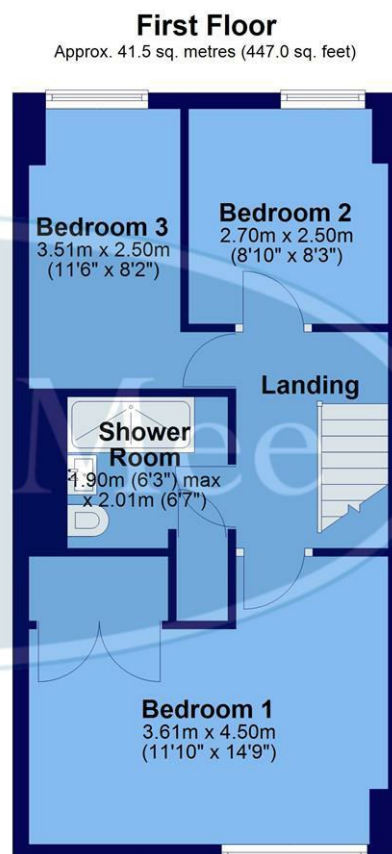 First Floor
Approx. 41.5 sq. metres (447.0 sq. feet)
Bedroom 3
3.51m x 2.50m
(11'6" x 8'2")
Bedroom 2
2.70m x 2.50m
(8'10" x 8'3")
Landing
Shower
Room
1.90m (6'3") max
x 2.01m (6'7")
Mee
Bedroom 1
3.61m x 4.50m
(11'10" x 14'9")